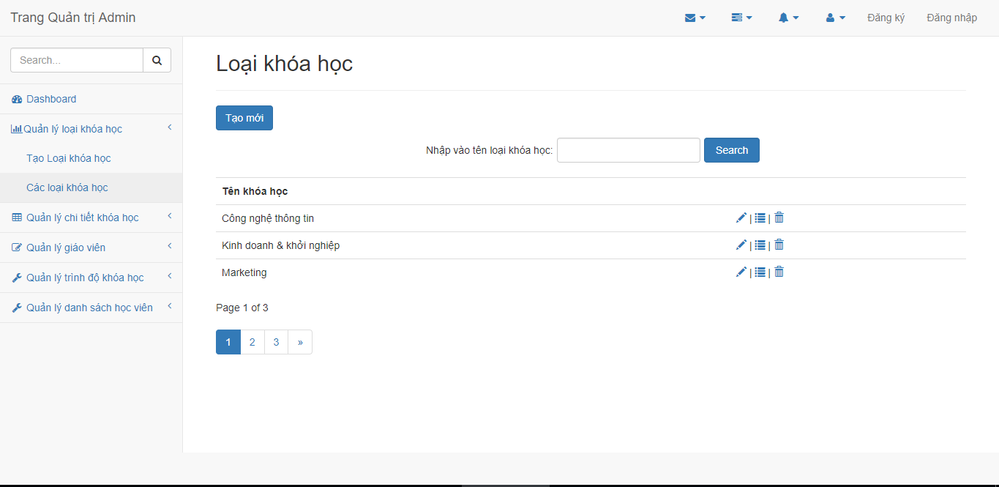 Trang Quản trị Admin
Đăng ký
Đăng nhập
Search...
Dashboard
Quản lý loại khóa học
Tạo Loại khóa học
Các loại khóa học
Quản lý chi tiết khóa học
Quản lý giáo viên
Quản lý trình độ khóa học
Quản lý danh sách học viên
Loại khóa học
Tạo mới
Nhập vào tên loại khóa học:
Search
Tên khóa học
Công nghệ thông tin | |
Kinh doanh & khởi nghiệp | |
Marketing | |
Page 1 of 3
1 2 3 »